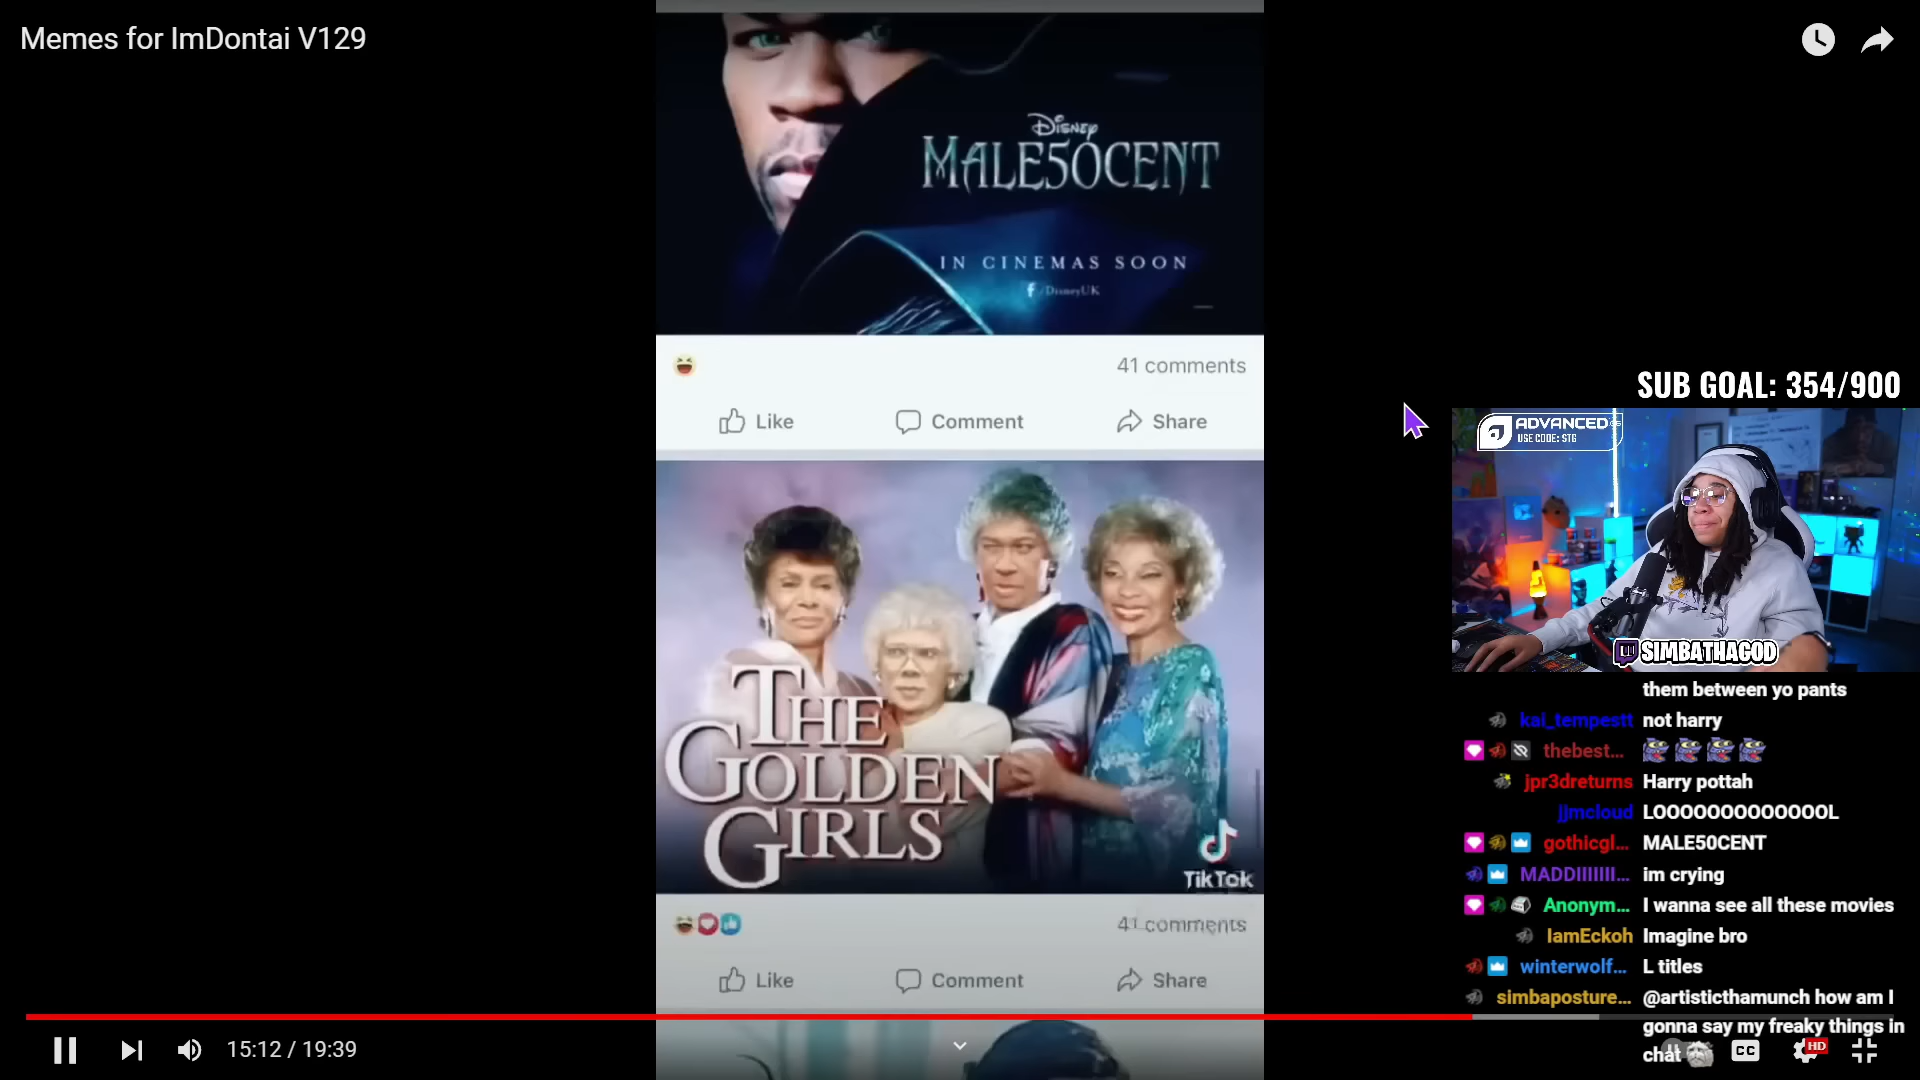 Memes for ImDontai V129
Disney
MALE50CENT
IN CINEMAS SOON
f/DisneyUK
41 comments
Like
Comment
Share
THE
GOLDEN
GIRLS
TikTok
41 comments
Like
Comment
Share
15:12 / 19:39
SUB GOAL: 354/900
ADVANCED
USE CODE: STG
SIMBATHAGOD
them between yo pants
kai_tempestt not harry
thebest...
jpr3dreturns Harry pottah
jjmcloud LOOOOOOOOOOOOOL
gothicgl... MALE50CENT
MADDIIIIIII... im crying
Anonym... I wanna see all these movies
IamEckoh Imagine bro
winterwolf... L titles
simbaposture... @artisticthamunch how am I
gonna say my freaky things in
chat
CC
HD